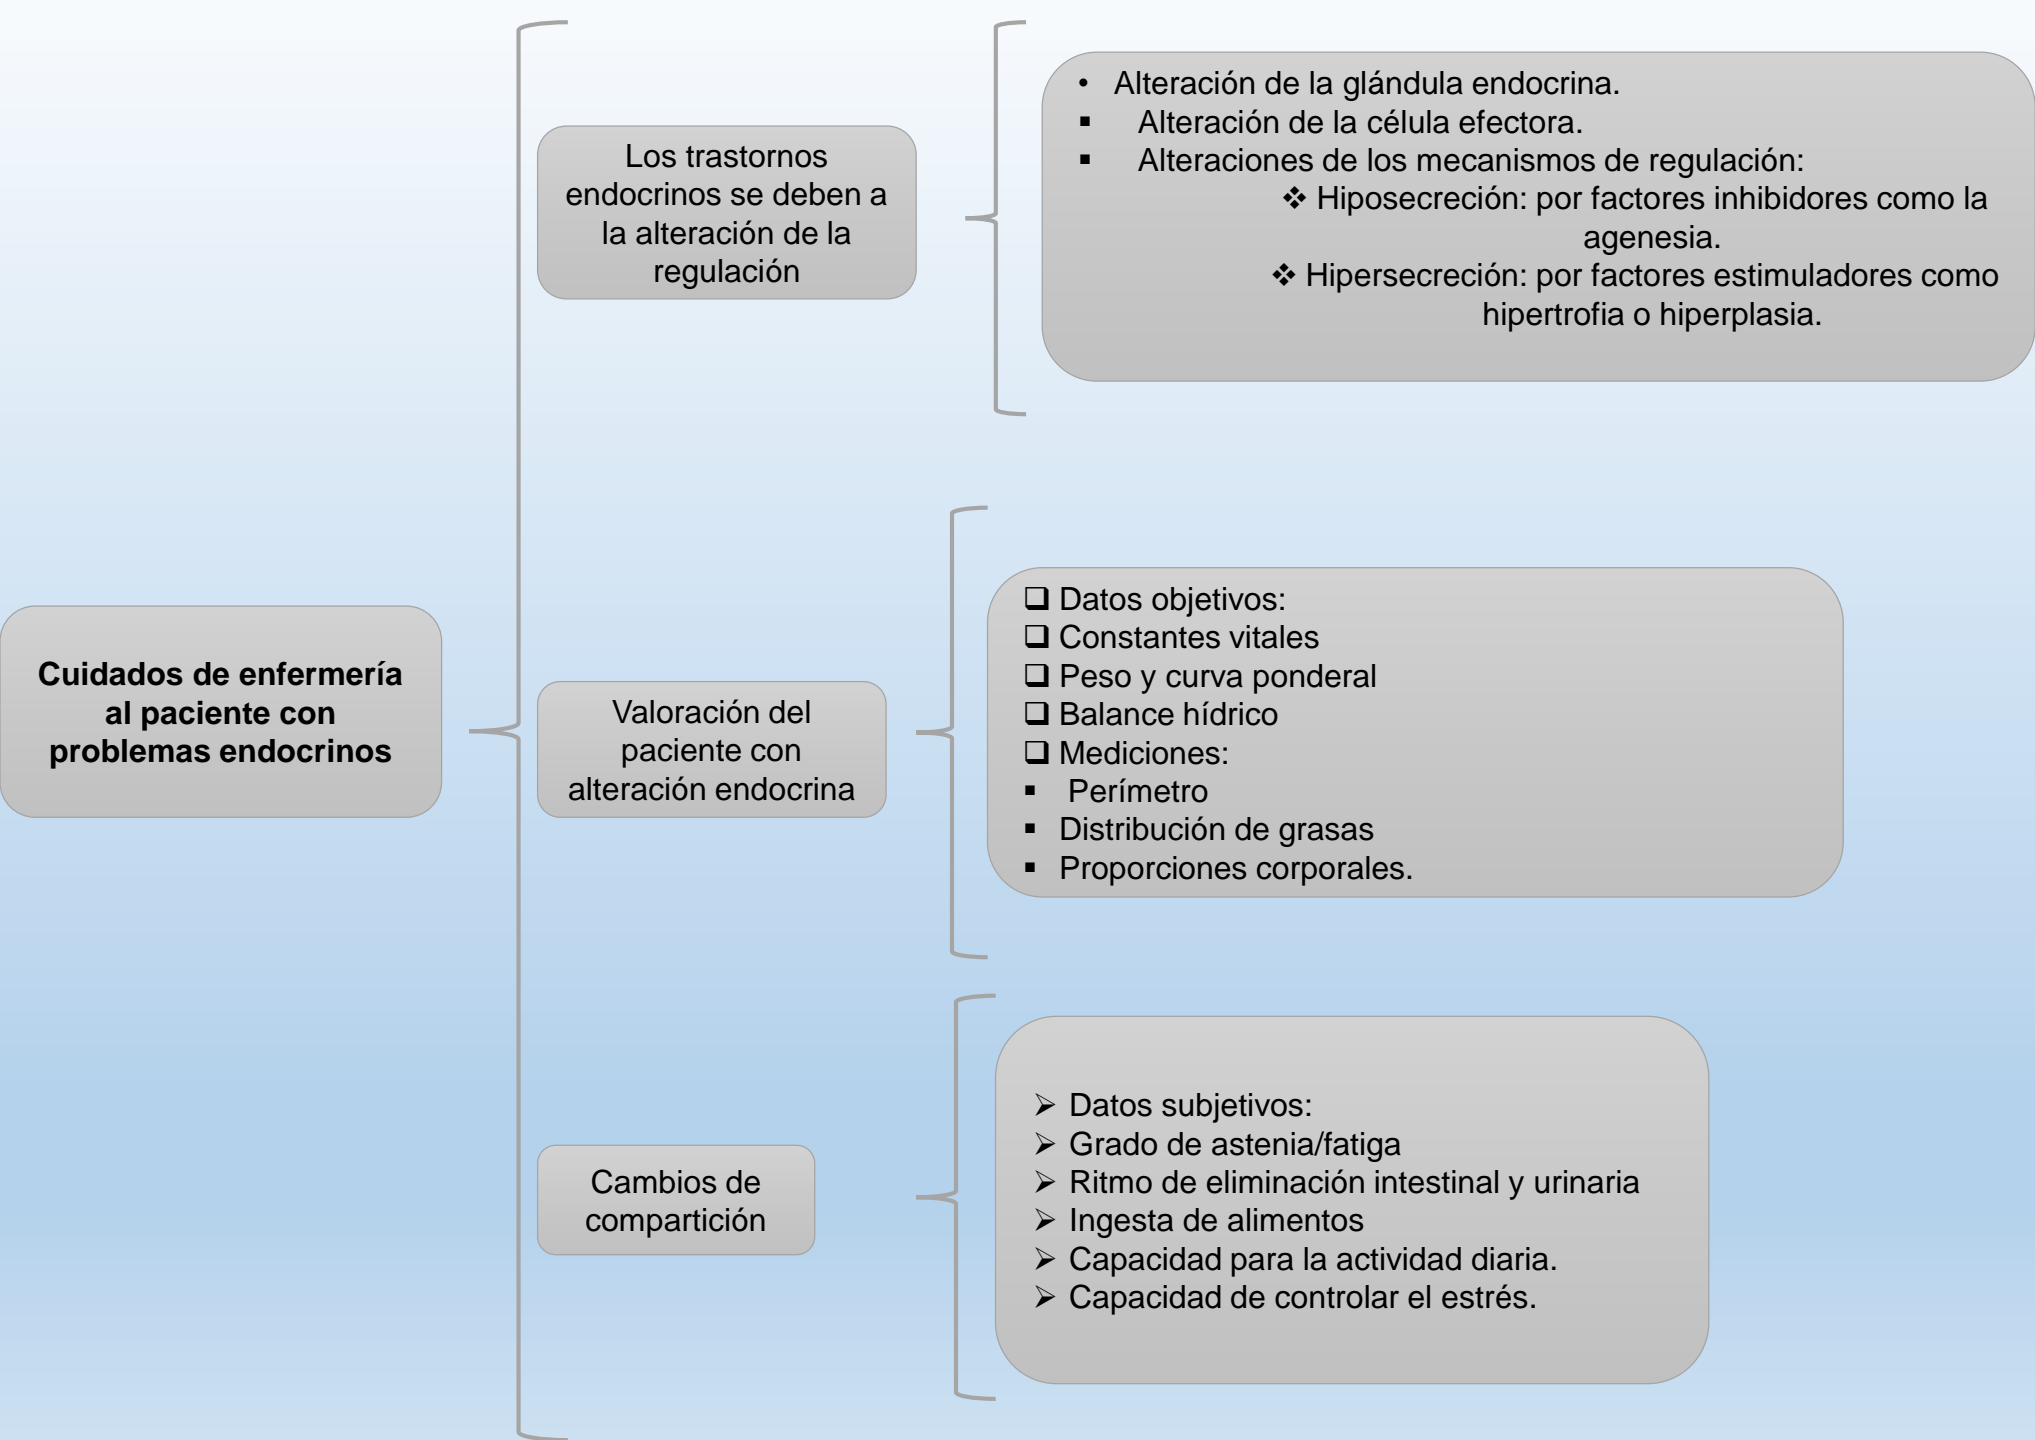 Cuidados de enfermería
al paciente con
problemas endocrinos
Los trastornos
endocrinos se deben a
la alteración de la
regulación
• Alteración de la glándula endocrina.
▪ Alteración de la célula efectora.
▪ Alteraciones de los mecanismos de regulación:
❖ Hiposecreción: por factores inhibidores como la
agenesia.
❖ Hipersecreción: por factores estimuladores como
hipertrofia o hiperplasia.
Valoración del
paciente con
alteración endocrina
❑ Datos objetivos:
❑ Constantes vitales
❑ Peso y curva ponderal
❑ Balance hídrico
❑ Mediciones:
▪ Perímetro
▪ Distribución de grasas
▪ Proporciones corporales.
Cambios de
compartición
➢ Datos subjetivos:
➢ Grado de astenia/fatiga
➢ Ritmo de eliminación intestinal y urinaria
➢ Ingesta de alimentos
➢ Capacidad para la actividad diaria.
➢ Capacidad de controlar el estrés.